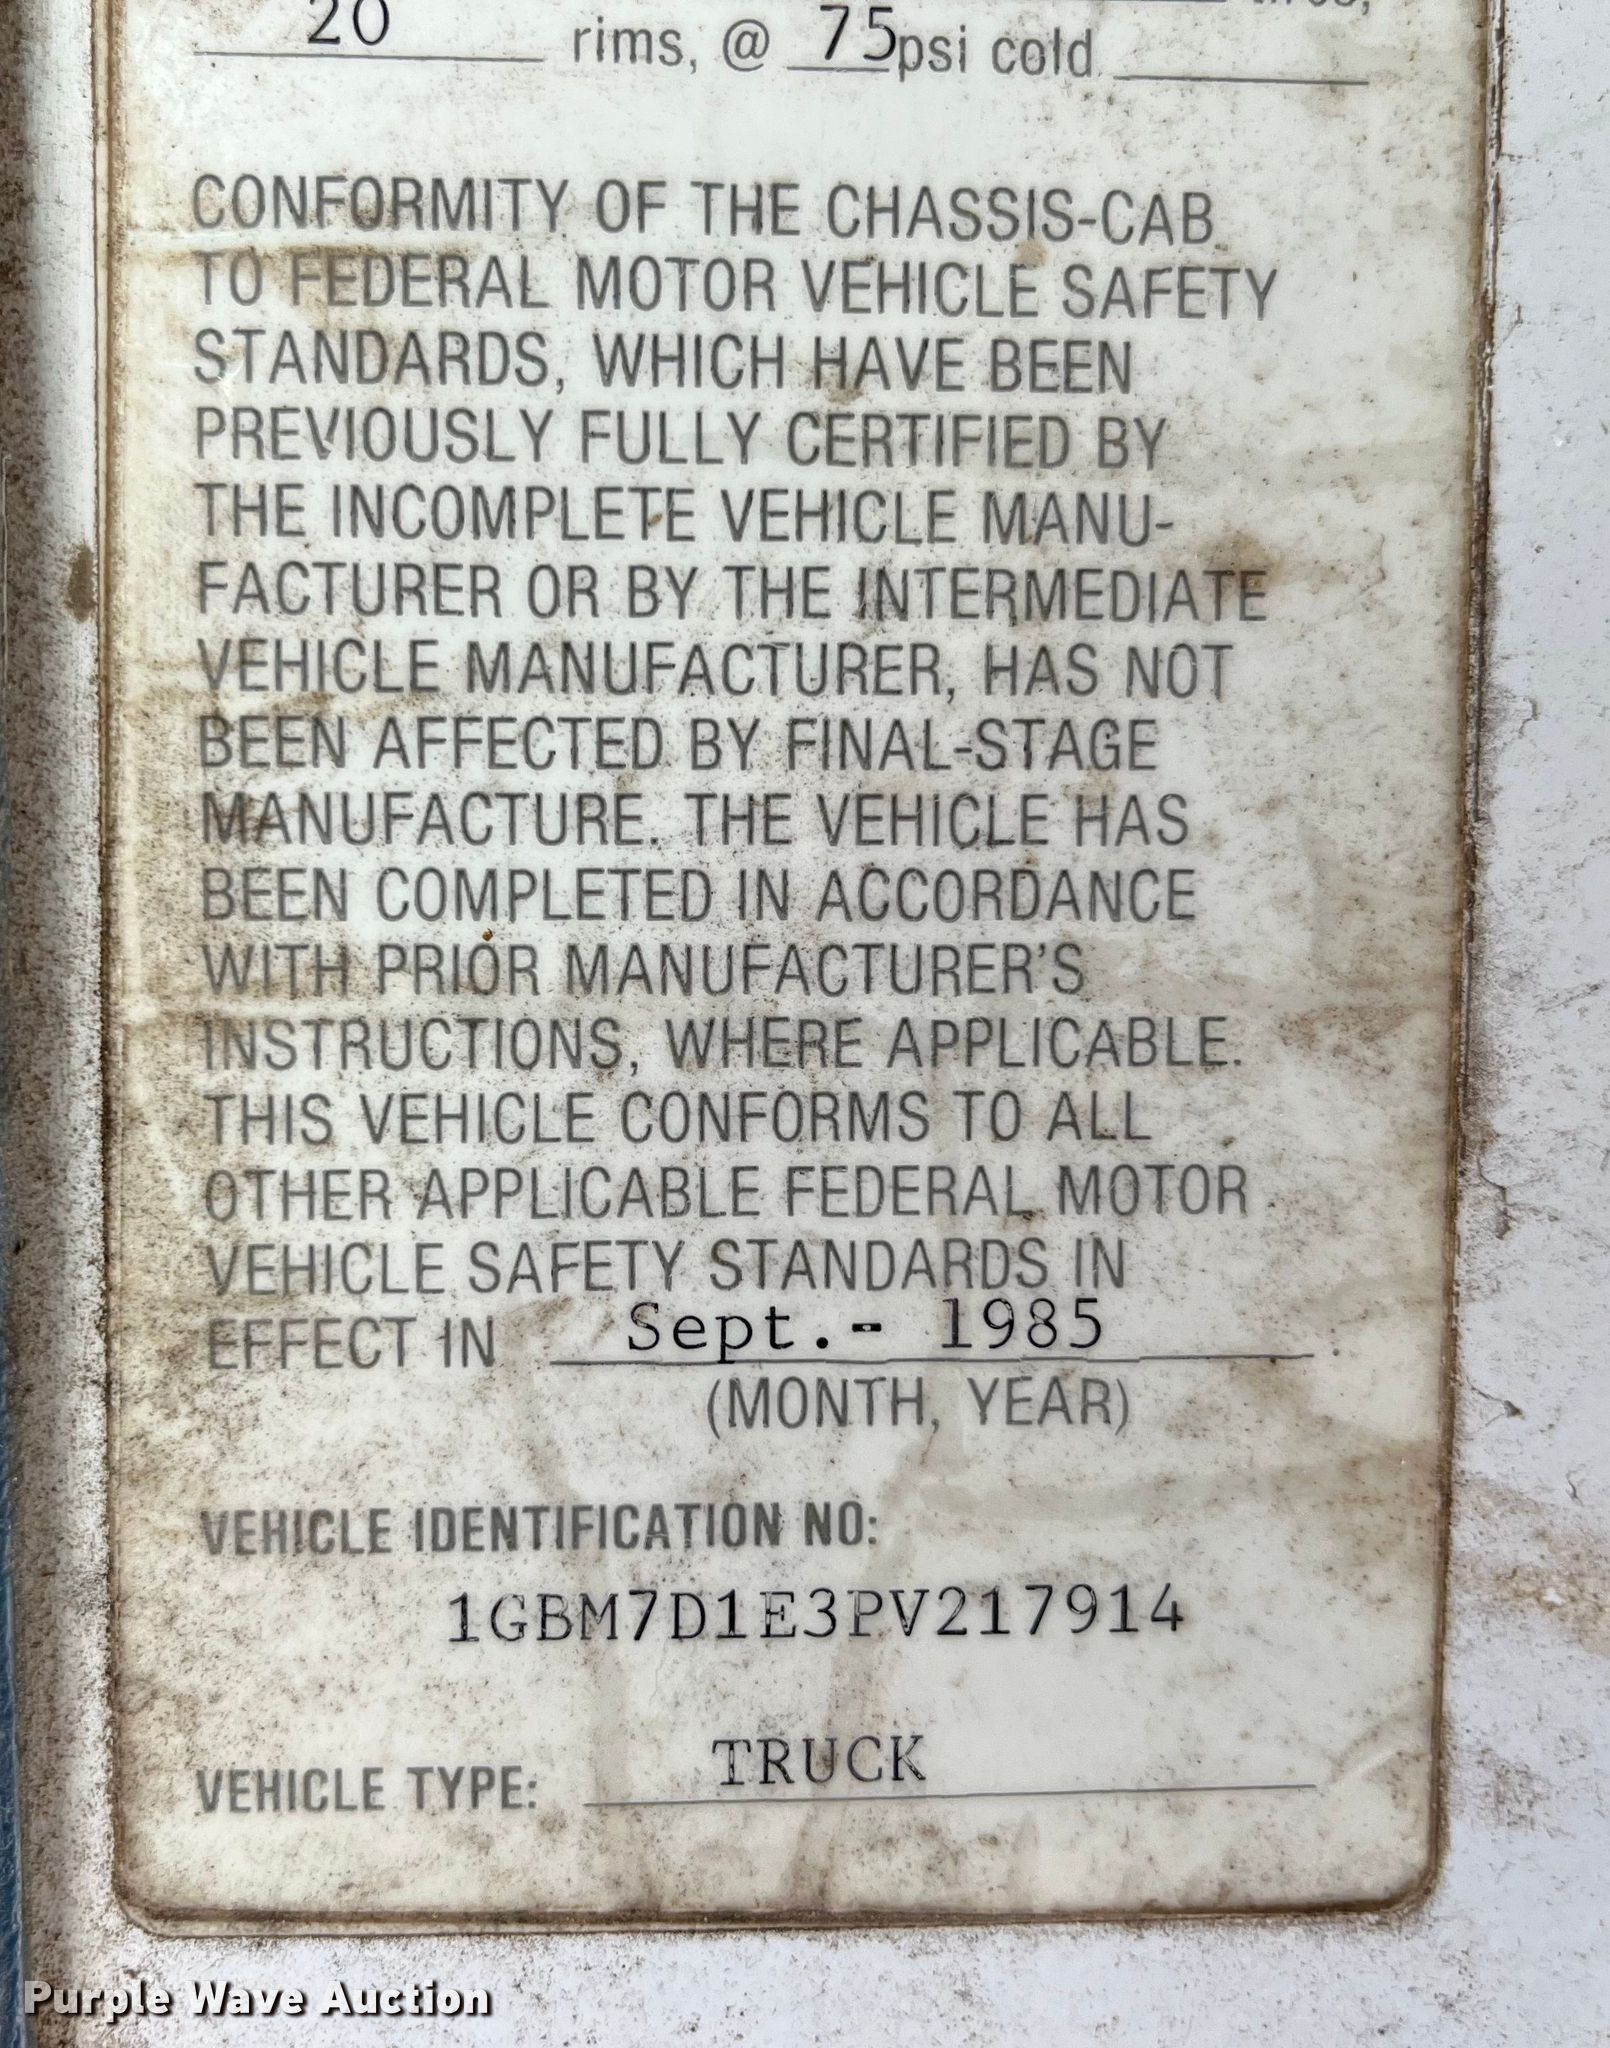 20 rims, @ 75 psi cold
CONFORMITY OF THE CHASSIS-CAB
TO FEDERAL MOTOR VEHICLE SAFETY
STANDARDS, WHICH HAVE BEEN
PREVIOUSLY FULLY CERTIFIED BY
THE INCOMPLETE VEHICLE MANU-
FACTURER OR BY THE INTERMEDIATE
VEHICLE MANUFACTURER, HAS NOT
BEEN AFFECTED BY FINAL-STAGE
MANUFACTURE. THE VEHICLE HAS
BEEN COMPLETED IN ACCORDANCE
WITH PRIOR MANUFACTURER'S
INSTRUCTIONS, WHERE APPLICABLE.
THIS VEHICLE CONFORMS TO ALL
OTHER APPLICABLE FEDERAL MOTOR
VEHICLE SAFETY STANDARDS IN
EFFECT IN Sept.- 1985.
(MONTH, YEAR)
VEHICLE IDENTIFICATION NO:
1GBM7D1E3PV217914
VEHICLE TYPE: TRUCK
Purple Wave Auction